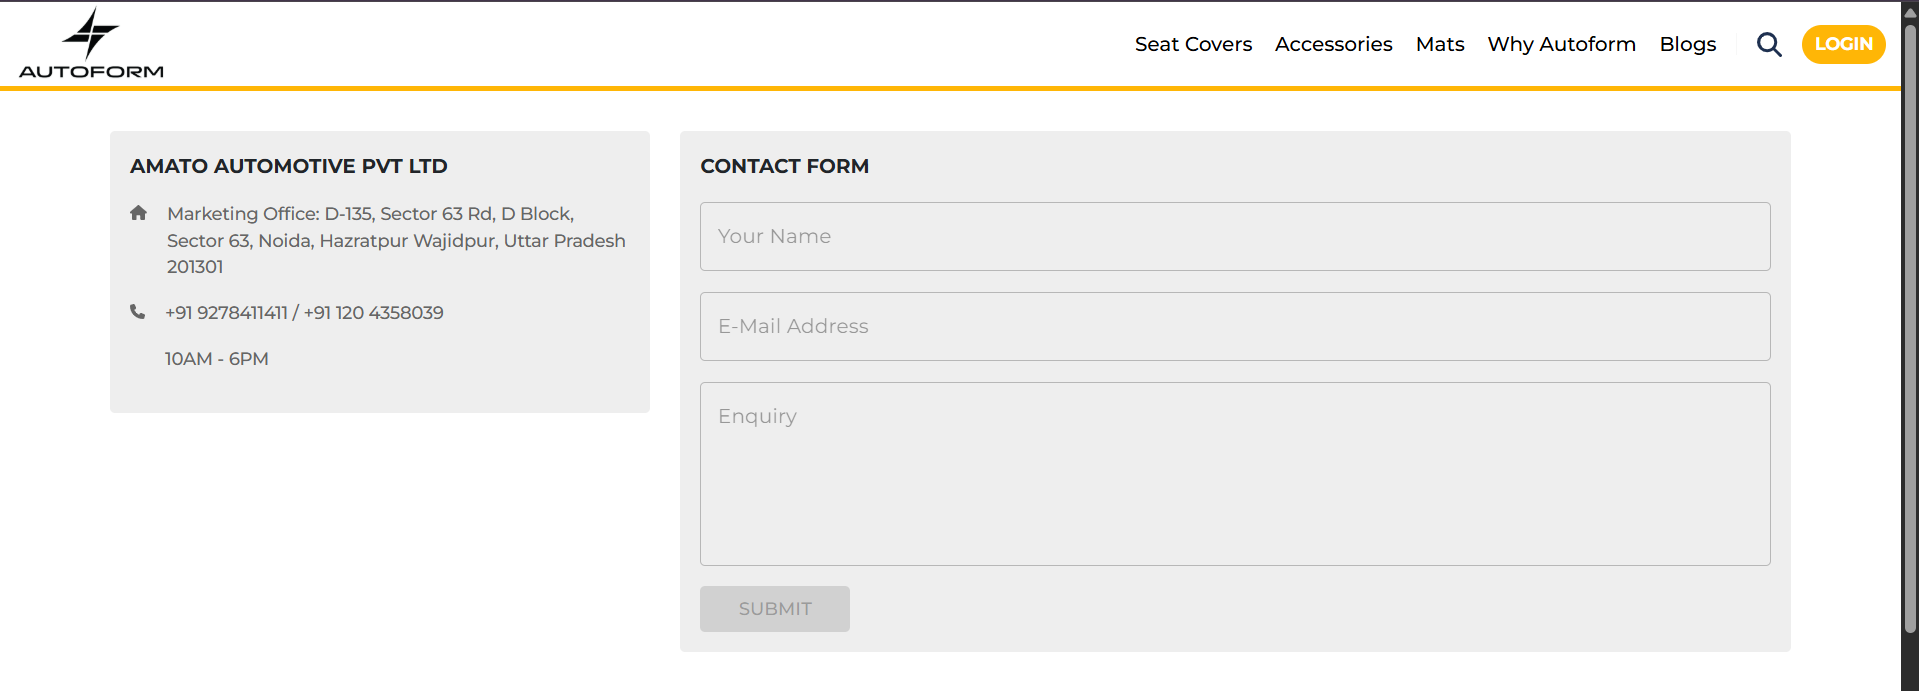 AUTOFORM
Seat Covers Accessories Mats Why Autoform Blogs LOGIN
AMATO AUTOMOTIVE PVT LTD
Marketing Office: D-135, Sector 63 Rd, D Block,
Sector 63, Noida, Hazratpur Wajidpur, Uttar Pradesh
201301
+91 9278411411 / +91 120 4358039
10AM - 6PM
CONTACT FORM
Your Name
E-Mail Address
Enquiry
SUBMIT